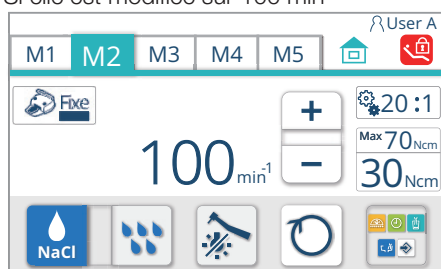 Si elle est modifiée sur 100 min
User A
M1 M2 M3 M4 M5
Fixe
+
20 :1
Max 70 Ncm
100 min-1
−
30 Ncm
NaCl